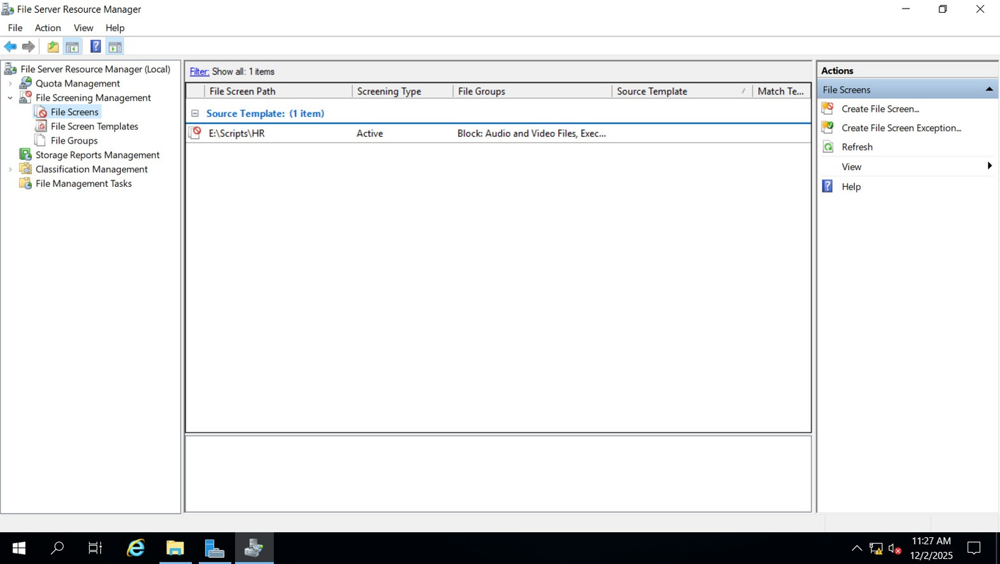 File Server Resource Manager
File Action View Help
File Server Resource Manager (Local)
Quota Management
File Screening Management
File Screens
File Screen Templates
File Groups
Storage Reports Management
Classification Management
File Management Tasks
Filter: Show all: 1 items
File Screen Path Screening Type File Groups Source Template Match Te...
Source Template: (1 item)
E:\Scripts\HR Active Block: Audio and Video Files, Exec...
Actions
File Screens
Create File Screen...
Create File Screen Exception...
Refresh
View
Help
11:27 AM
12/2/2025